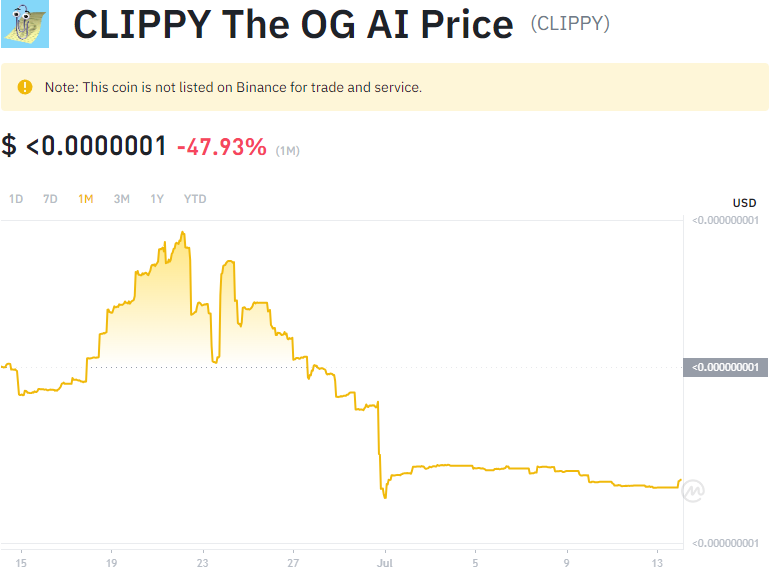 CLIPPY The OG AI Price (CLIPPY)
Note: This coin is not listed on Binance for trade and service.
$ <0.0000001 -47.93% (1M)
1D 7D 1M 3M 1Y YTD
USD
<0.000000001
<0.000000001
<0.000000001
15 19 23 27 Jul 5 9 13